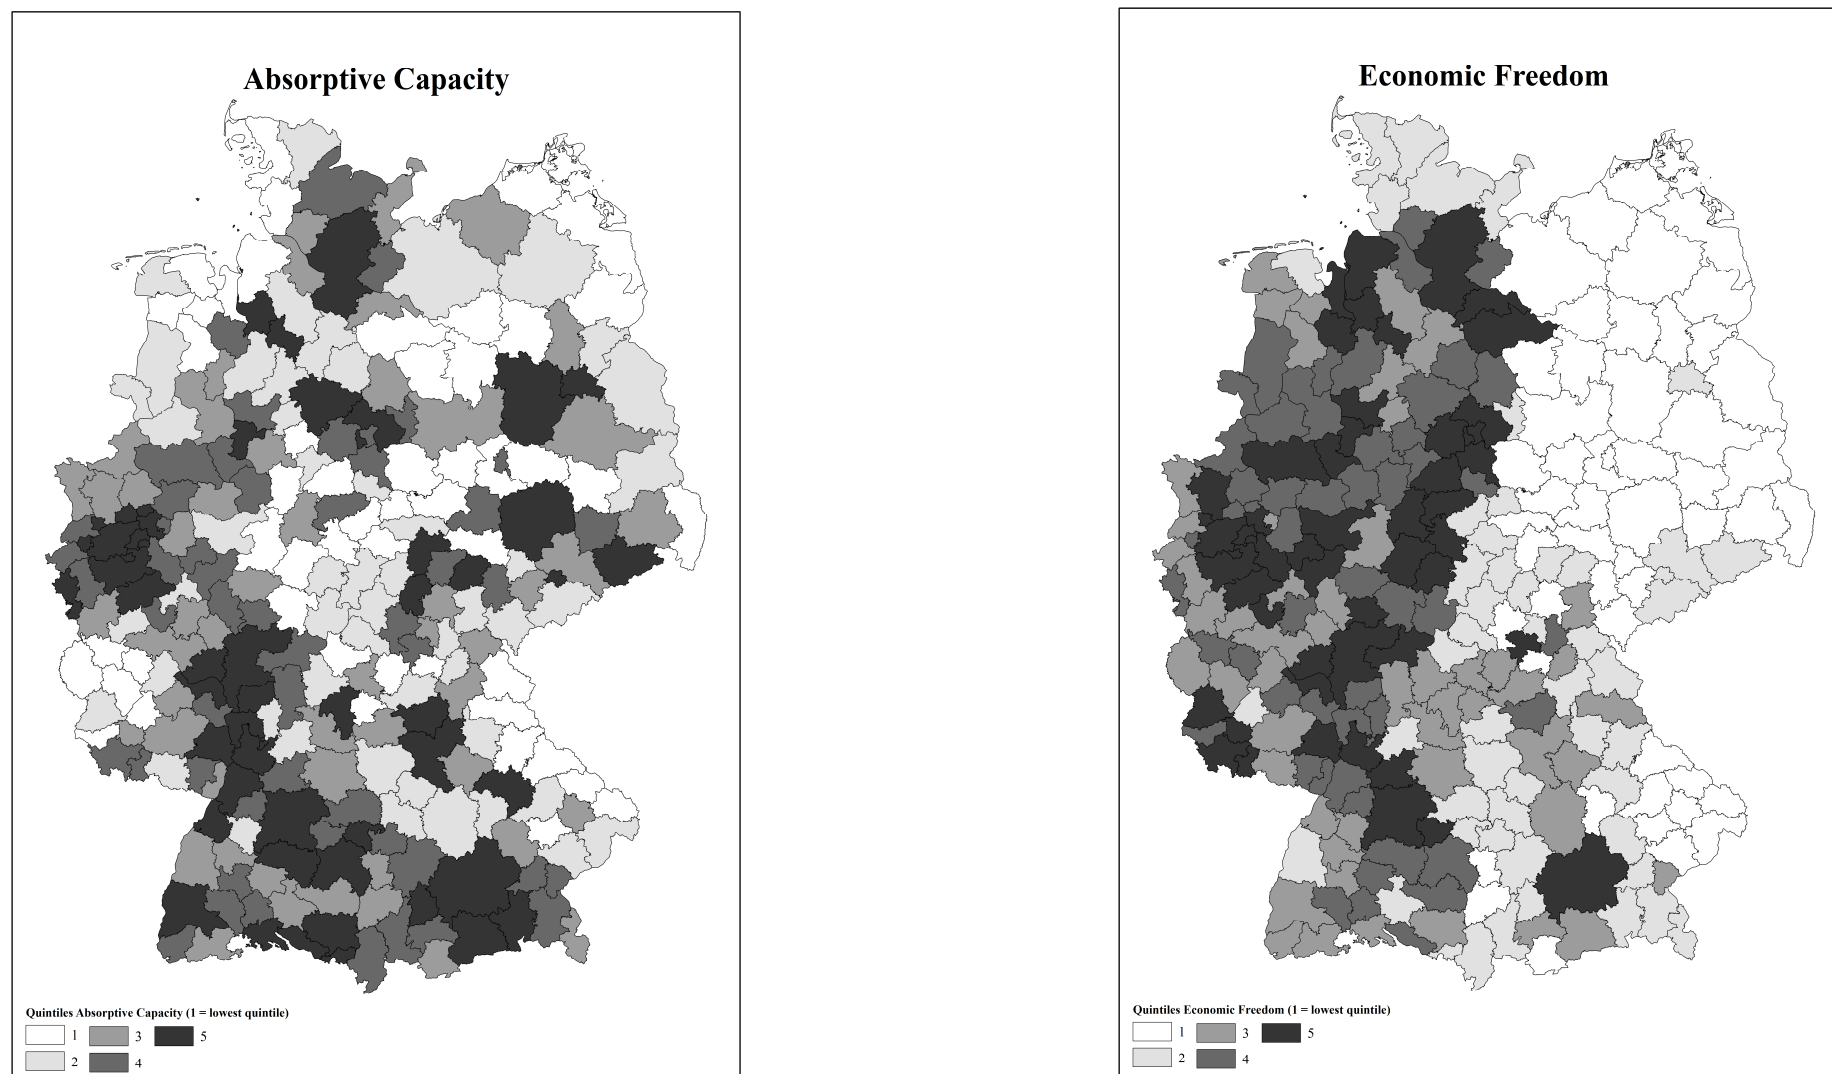 Absorptive Capacity
Quintiles Absorptive Capacity (1 = lowest quintile)
1 3 5
2 4
Economic Freedom
Quintiles Economic Freedom (1 = lowest quintile)
1 3 5
2 4